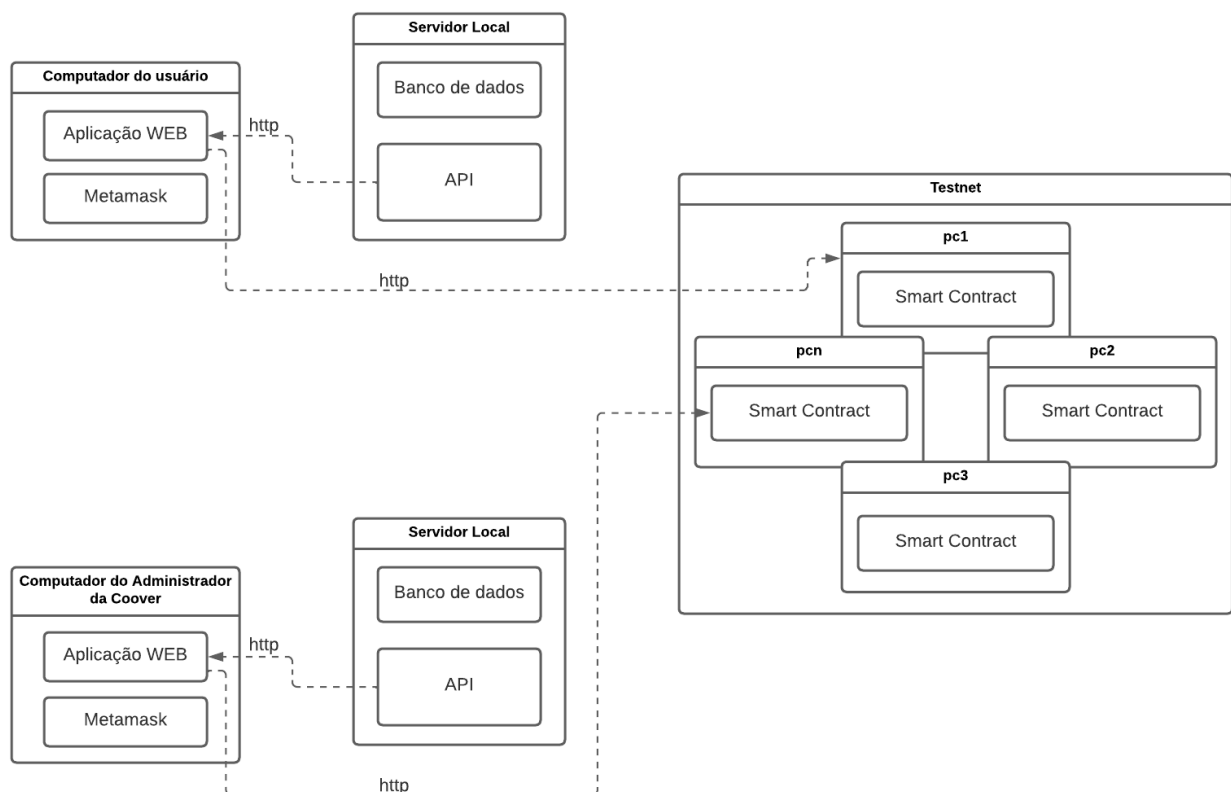 Servidor Local
Computador do usuário
Banco de dados
Aplicação WEB
http
API
Metamask
Testnet
pc1
http
Smart Contract
pcn
pc2
Smart Contract
Smart Contract
pc3
Servidor Local
Smart Contract
Computador do Administrador
da Coover
Banco de dados
Aplicação WEB
http
API
Metamask
http